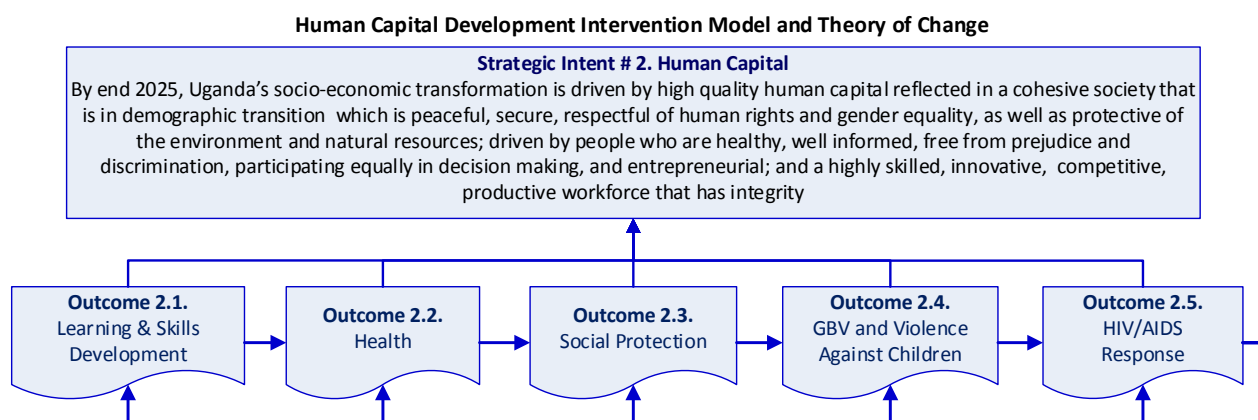 Human Capital Development Intervention Model and Theory of Change
Strategic Intent # 2. Human Capital
By end 2025, Uganda’s socio-economic transformation is driven by high quality human capital reflected in a cohesive society that
is in demographic transition which is peaceful, secure, respectful of human rights and gender equality, as well as protective of
the environment and natural resources; driven by people who are healthy, well informed, free from prejudice and
discrimination, participating equally in decision making, and entrepreneurial; and a highly skilled, innovative, competitive,
productive workforce that has integrity
Outcome 2.1.
Learning & Skills
Development
Outcome 2.2.
Health
Outcome 2.3.
Social Protection
Outcome 2.4.
GBV and Violence
Against Children
Outcome 2.5.
HIV/AIDS
Response